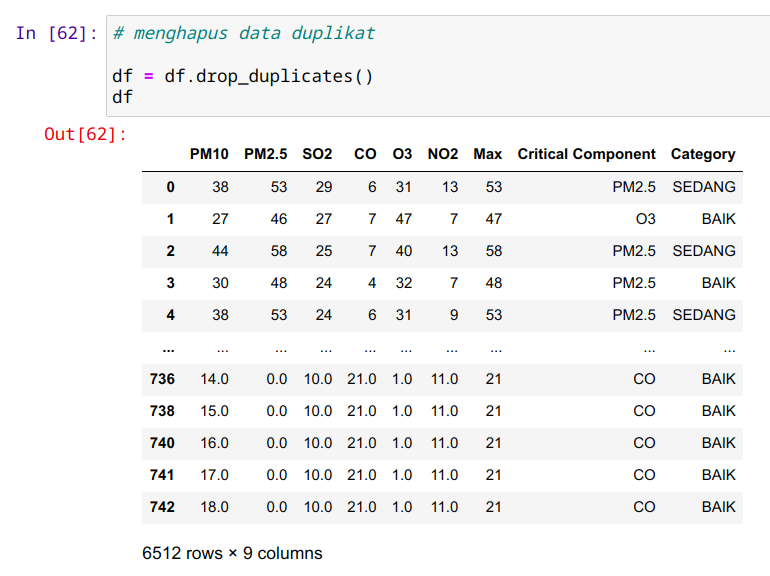 In [62]: # menghapus data duplikat
df = df.drop_duplicates()
df
Out[62]:
PM10 PM2.5 SO2 CO O3 NO2 Max Critical Component Category
0 38 53 29 6 31 13 53 PM2.5 SEDANG
1 27 46 27 7 47 7 47 O3 BAIK
2 44 58 25 7 40 13 58 PM2.5 SEDANG
3 30 48 24 4 32 7 48 PM2.5 BAIK
4 38 53 24 6 31 9 53 PM2.5 SEDANG
... ... ... ... ... ... ... ... ... ...
736 14.0 0.0 10.0 21.0 1.0 11.0 21 CO BAIK
738 15.0 0.0 10.0 21.0 1.0 11.0 21 CO BAIK
740 16.0 0.0 10.0 21.0 1.0 11.0 21 CO BAIK
741 17.0 0.0 10.0 21.0 1.0 11.0 21 CO BAIK
742 18.0 0.0 10.0 21.0 1.0 11.0 21 CO BAIK
6512 rows × 9 columns